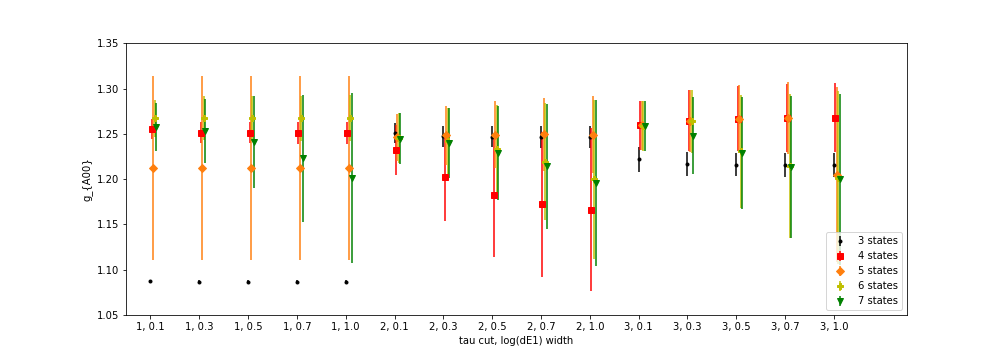 1.35
1.30
1.25
1.20
1.15
1.10
1.05
g_{A00}
1, 0.1 1, 0.3 1, 0.5 1, 0.7 1, 1.0 2, 0.1 2, 0.3 2, 0.5 2, 0.7 2, 1.0 3, 0.1 3, 0.3 3, 0.5 3, 0.7 3, 1.0
tau cut, log(dE1) width
3 states
4 states
5 states
6 states
7 states